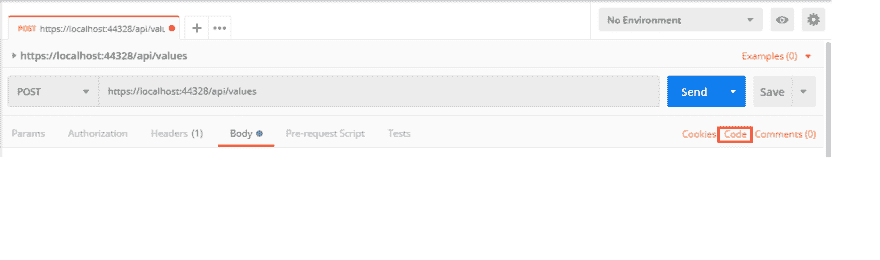 POST https://localhost:44328/api/valu
No Environment
https://localhost:44328/api/values
Examples (0)
POST https://localhost:44328/api/values Send Save
Params Authorization Headers (1) Body Pre-request Script Tests Cookies Code Comments (0)